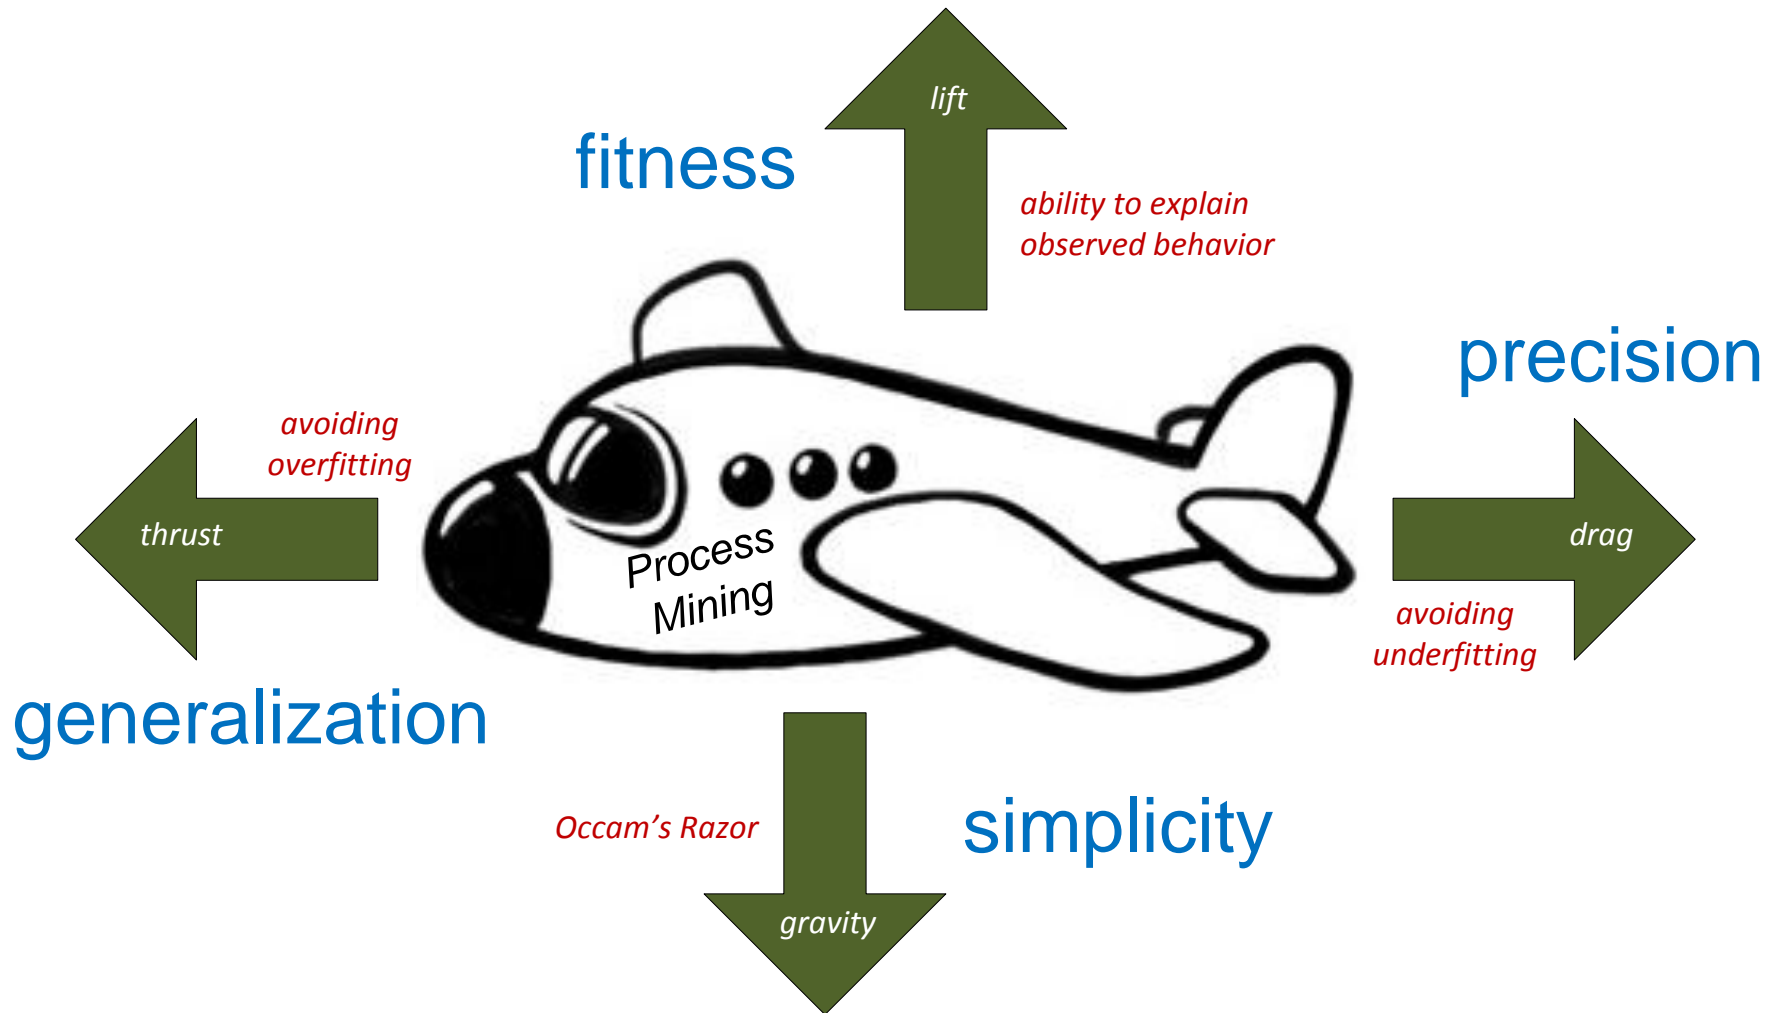 lift
fitness
ability to explain
observed behavior
precision
avoiding
overfitting
thrust
drag
Process
Mining
avoiding
underfitting
generalization
Occam’s Razor
simplicity
gravity